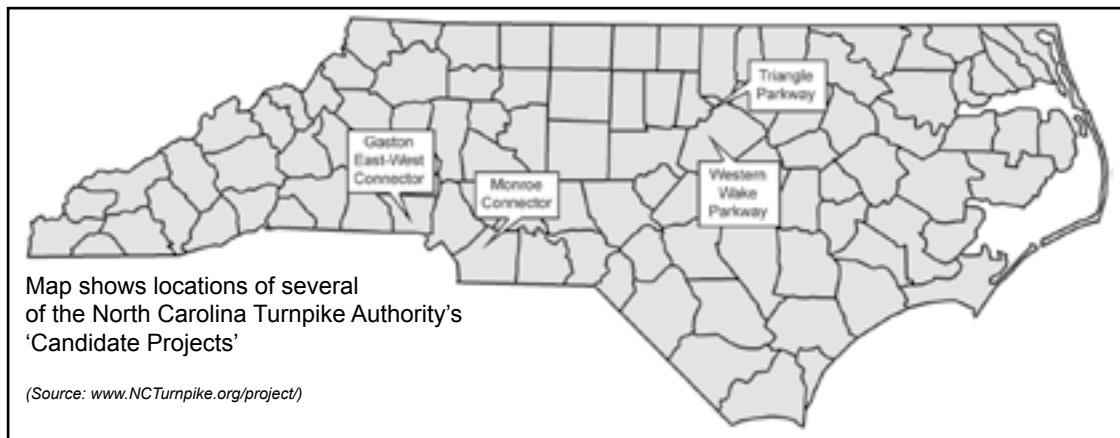 Triangle
Parkway
Gaston
East-West
Connector
Monroe
Connector
Western
Wake
Parkway
Map shows locations of several
of the North Carolina Turnpike Authority’s
‘Candidate Projects’
(Source: www.NCTurnpike.org/project/)